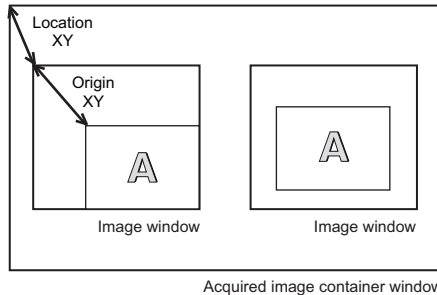 Location
XY
Origin
XY
A
A
Image window
Image window
Acquired image container window